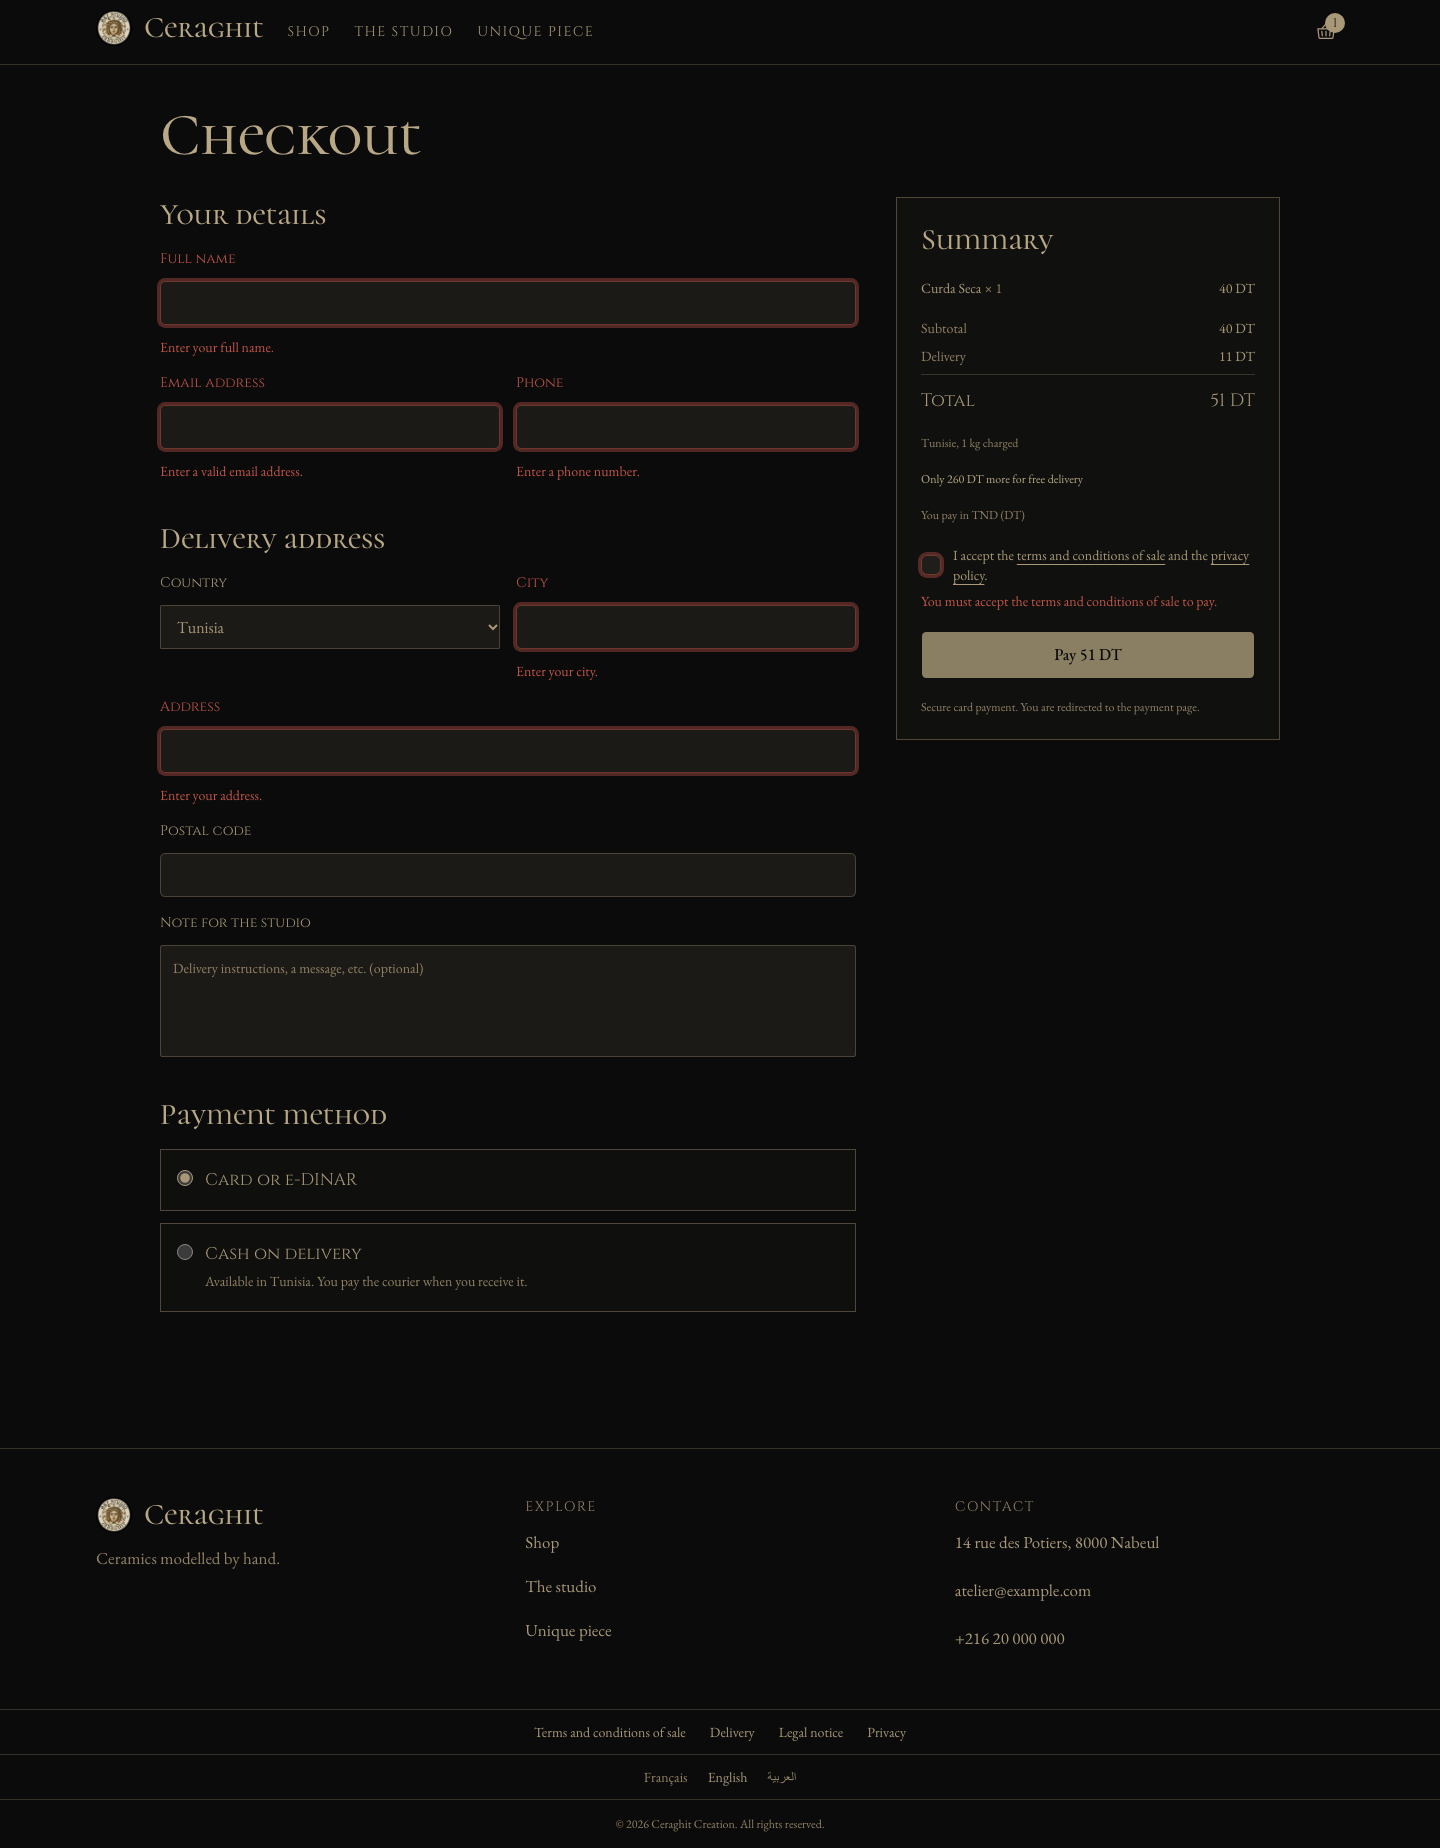 Ceraghit
SHOP
THE STUDIO
UNIQUE PIECE
1
Checkout
Your details
Full name
Enter your full name.
Email address
Phone
Enter a valid email address.
Enter a phone number.
Delivery address
Country
City
Tunisia
Enter your city.
Address
Enter your address.
Postal code
Note for the studio
Delivery instructions, a message, etc. (optional)
Payment method
Card or e-DINAR
Cash on delivery
Available in Tunisia. You pay the courier when you receive it.
Summary
Curda Seca × 1 40 DT
Subtotal 40 DT
Delivery 11 DT
Total 51 DT
Tunisie, 1 kg charged
Only 260 DT more for free delivery
You pay in TND (DT)
I accept the terms and conditions of sale and the privacy
policy.
You must accept the terms and conditions of sale to pay.
Pay 51 DT
Secure card payment. You are redirected to the payment page.
Ceraghit
Ceramics modelled by hand.
EXPLORE
Shop
The studio
Unique piece
CONTACT
14 rue des Potiers, 8000 Nabeul
atelier@example.com
+216 20 000 000
Terms and conditions of sale Delivery Legal notice Privacy
Français English العربية
© 2026 Ceraghit Creation. All rights reserved.